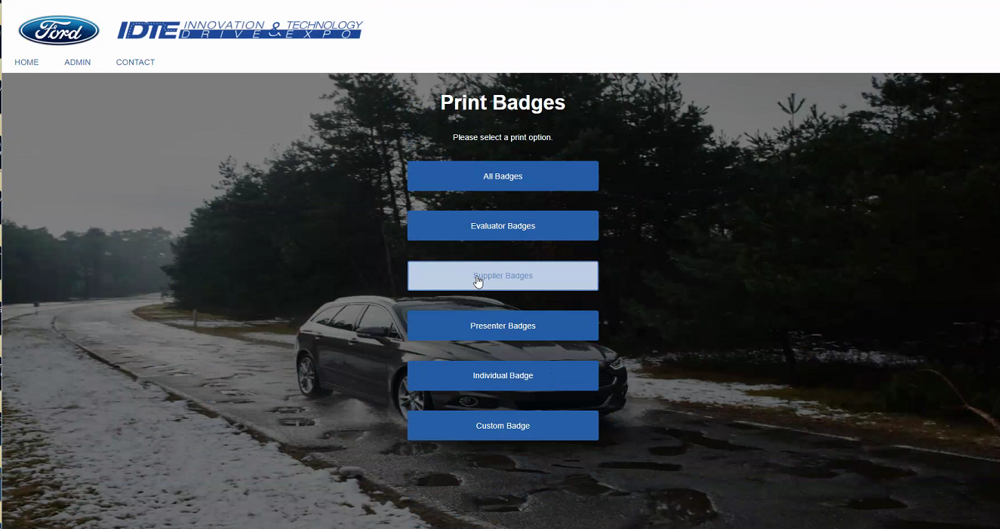 Ford
IDTE INNOVATION & TECHNOLOGY
DRIVE & EXPO
HOME ADMIN CONTACT
Print Badges
Please select a print option.
All Badges
Evaluator Badges
Supplier Badges
Presenter Badges
Individual Badge
Custom Badge